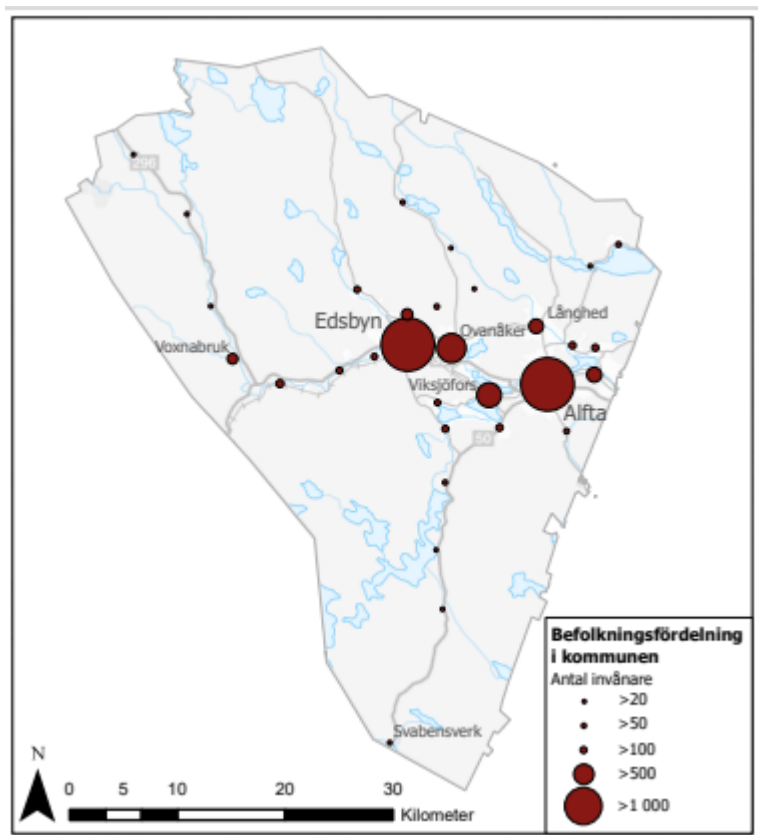 296
Långhed
Edsbyn
Ovanåker
Voxnabruk
Viksjöfors
Alfta
50
Svabensverk
Befolkningsfördelning
i kommunen
Antal invånare
>20
>50
>100
>500
>1 000
N
0 5 10 20 30
Kilometer